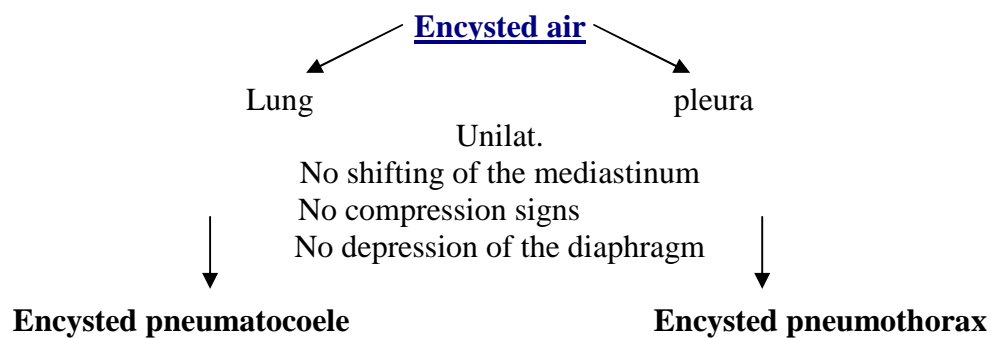 Encysted air
Lung pleura
Unilat.
No shifting of the mediastinum
No compression signs
No depression of the diaphragm
Encysted pneumatocoele Encysted pneumothorax